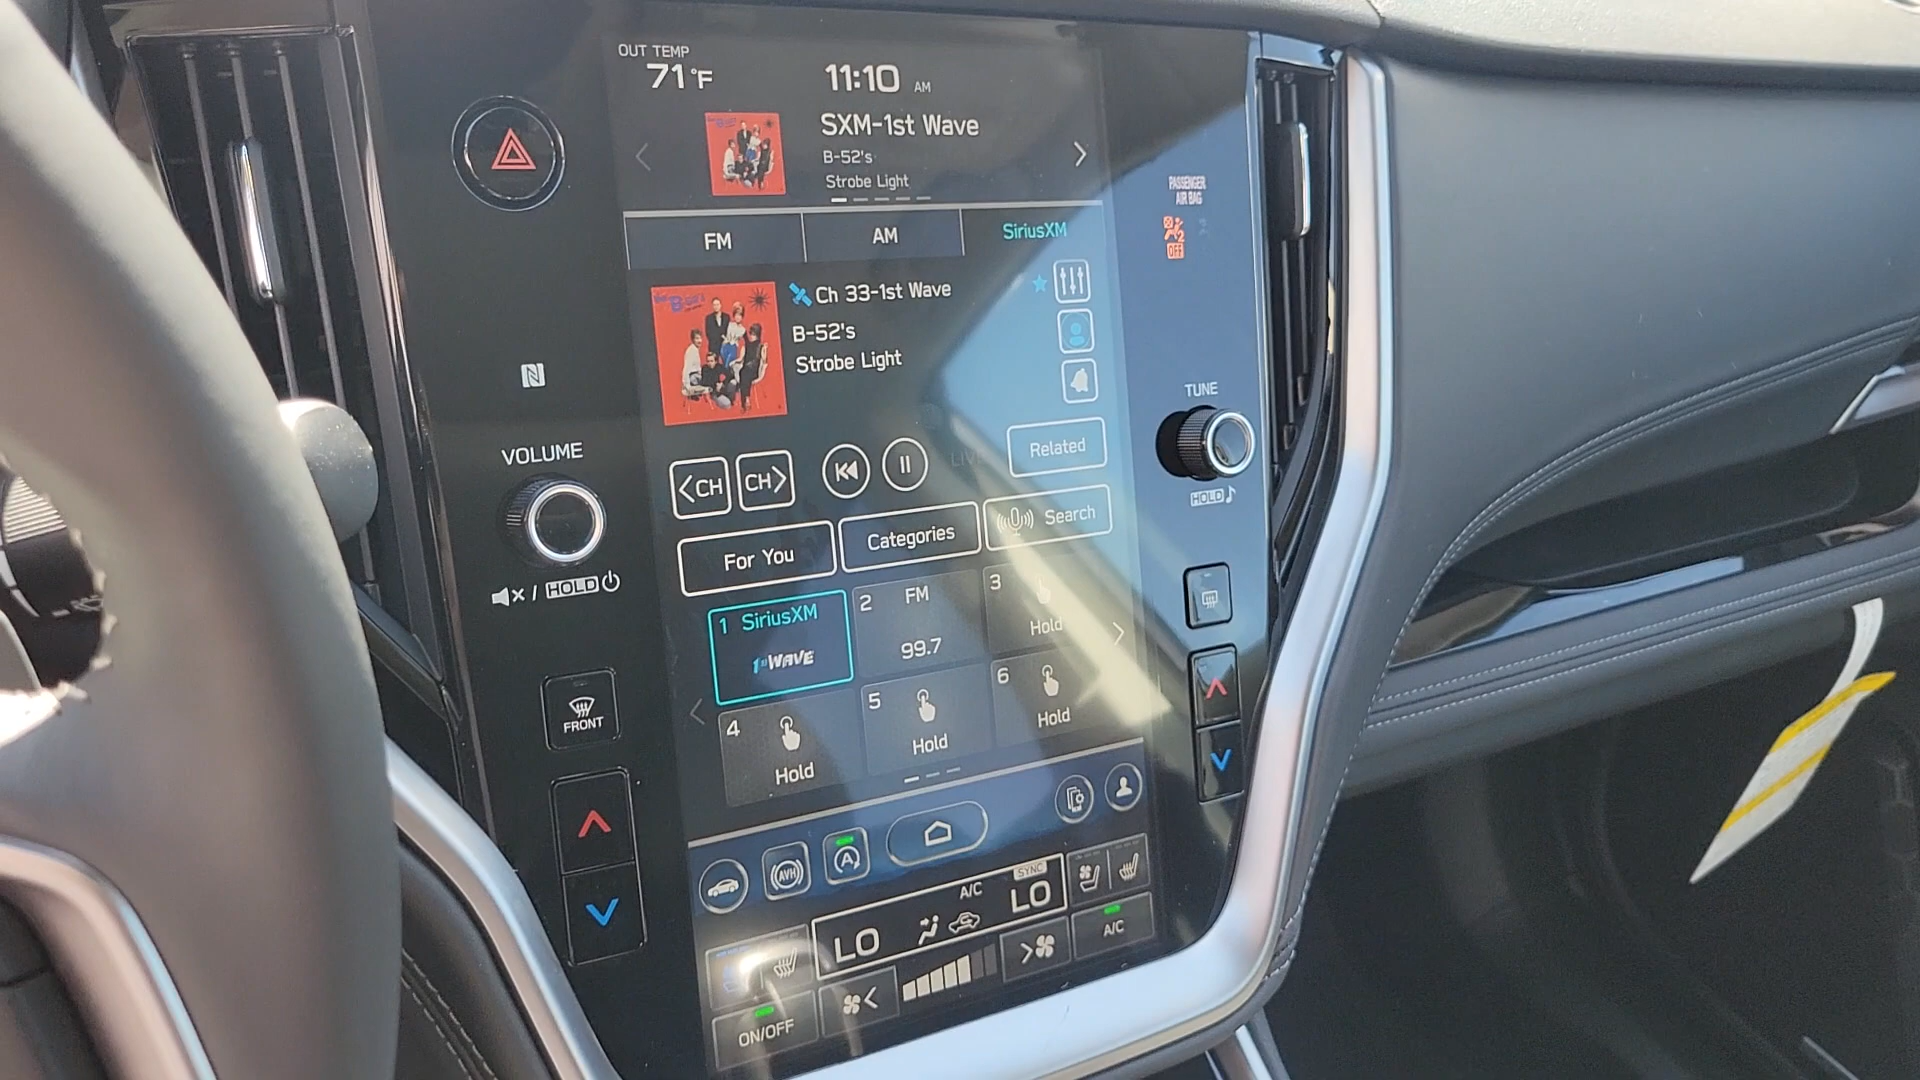 OUT TEMP
71°F
11:10 AM
SXM-1st Wave
B-52's
Strobe Light
PASSENGER
AIR BAG
2
OFF
FM
AM
SiriusXM
Ch 33-1st Wave
B-52's
Strobe Light
TUNE
HOLD
VOLUME
HOLD
<CH
CH>
LIVE
Related
For You
Categories
Search
1 SiriusXM
1st WAVE
2 FM
99.7
3
Hold
4
Hold
5
Hold
6
Hold
FRONT
AVH
A
A/C
SYNC
LO
LO
A/C
ON/OFF